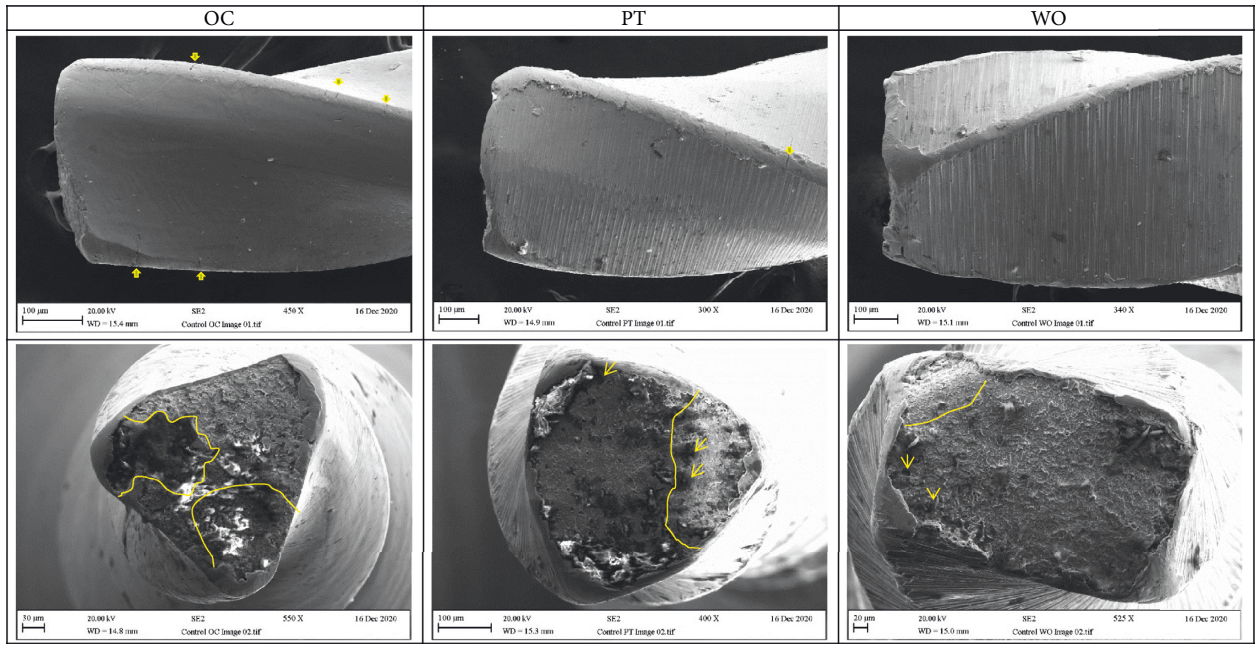 OC PT WO
100 µm 20.00 kV SE2 450 X 16 Dec 2020
WD = 15.4 mm Control OC Image 01.tif
100 µm 20.00 kV SE2 300 X 16 Dec 2020
WD = 14.9 mm Control PT Image 01.tif
100 µm 20.00 kV SE2 340 X 16 Dec 2020
WD = 15.1 mm Control WO Image 01.tif
30 µm 20.00 kV SE2 550 X 16 Dec 2020
WD = 14.8 mm Control OC Image 02.tif
100 µm 20.00 kV SE2 400 X 16 Dec 2020
WD = 15.3 mm Control PT Image 02.tif
20 µm 20.00 kV SE2 525 X 16 Dec 2020
WD = 15.0 mm Control WO Image 02.tif